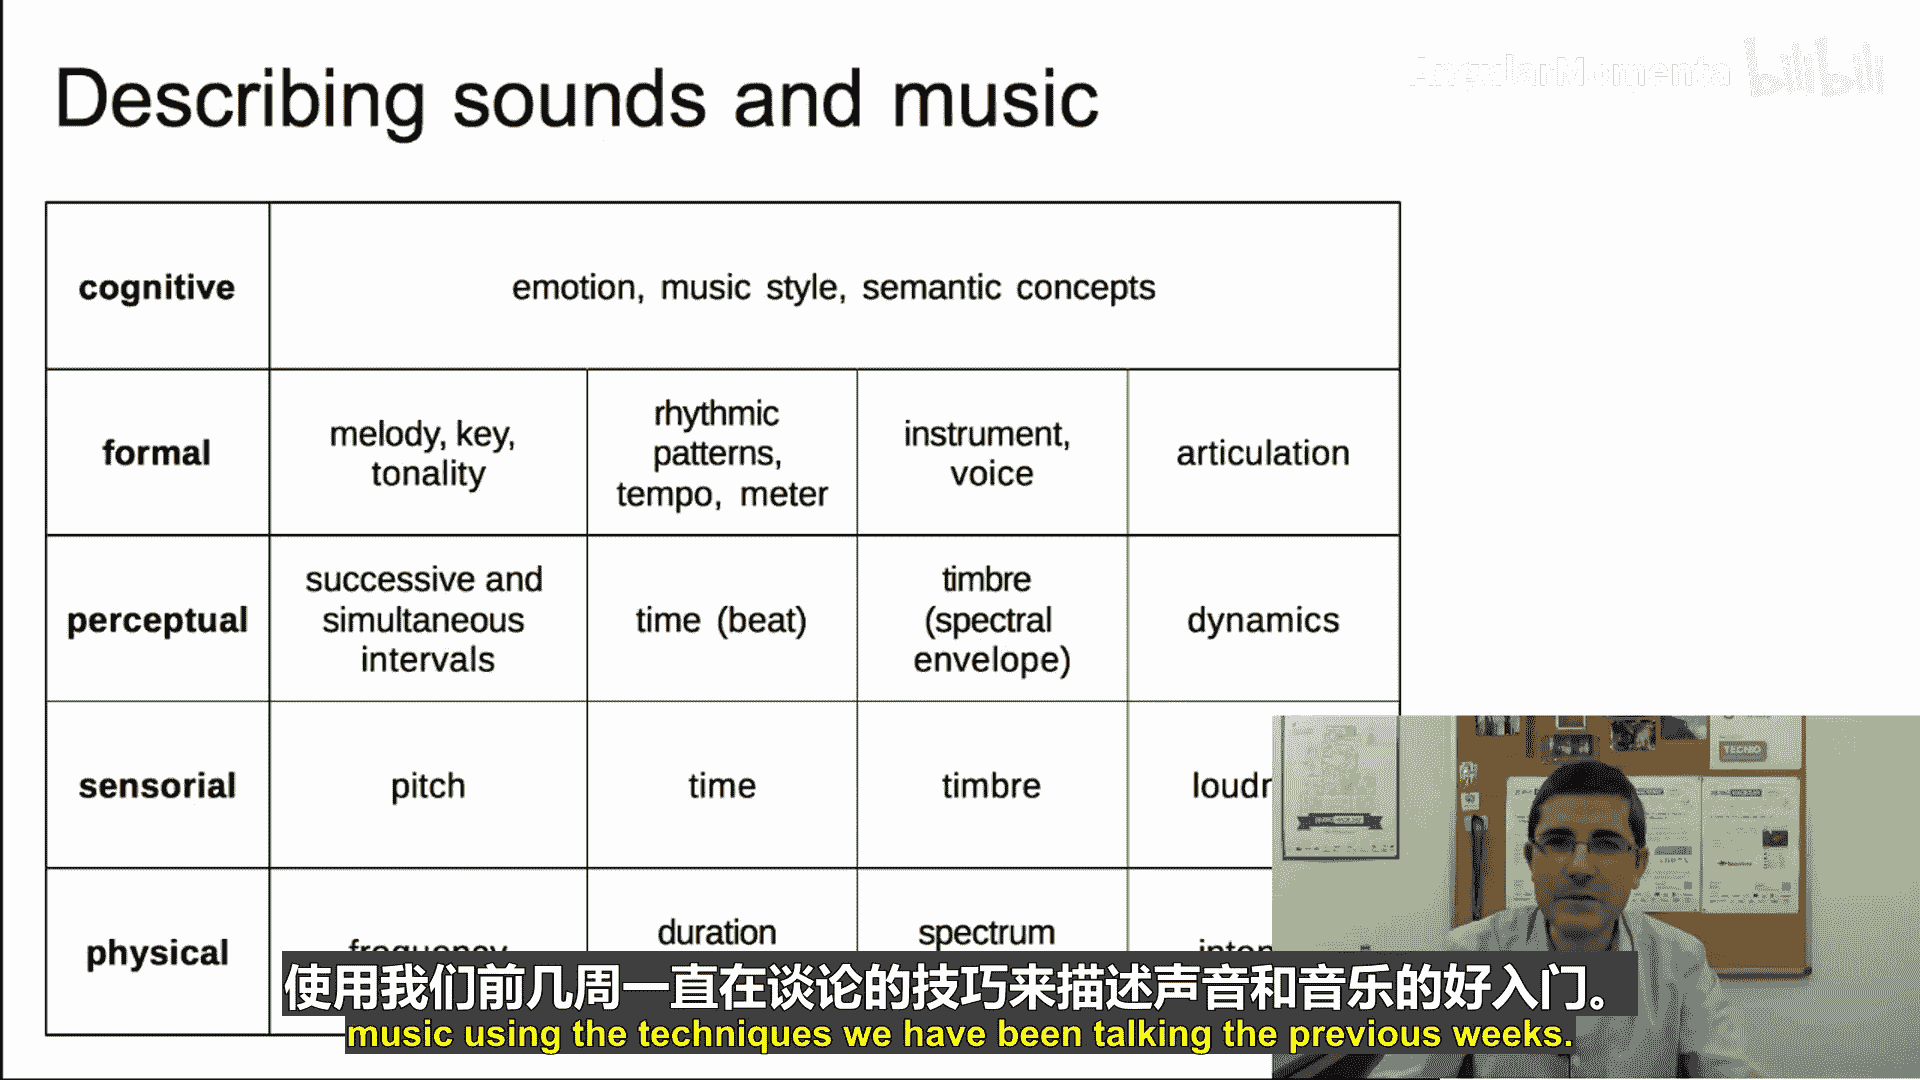 AngularMomenta bilibili
Describing sounds and music
cognitive
emotion, music style, semantic concepts
formal
melody, key,
tonality
rhythmic
patterns,
tempo, meter
instrument,
voice
articulation
perceptual
successive and
simultaneous
intervals
time (beat)
timbre
(spectral
envelope)
dynamics
sensorial
pitch
time
timbre
physical
frequency
duration
spectrum
TECNIO
使用我们前几周一直在谈论的技巧来描述声音和音乐的好入门。
music using the techniques we have been talking the previous weeks.